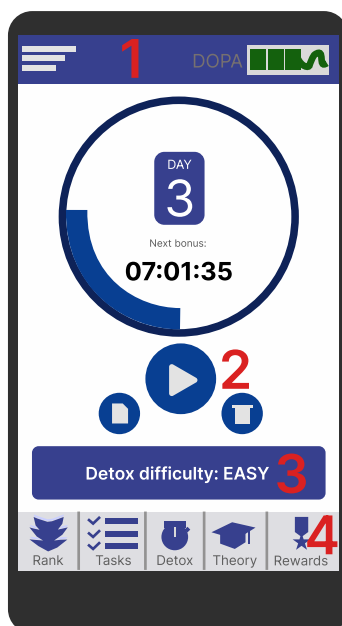 1
DOPA
DAY
3
Next bonus:
07:01:35
2
Detox difficulty: EASY 3
4
Rank Tasks Detox Theory Rewards